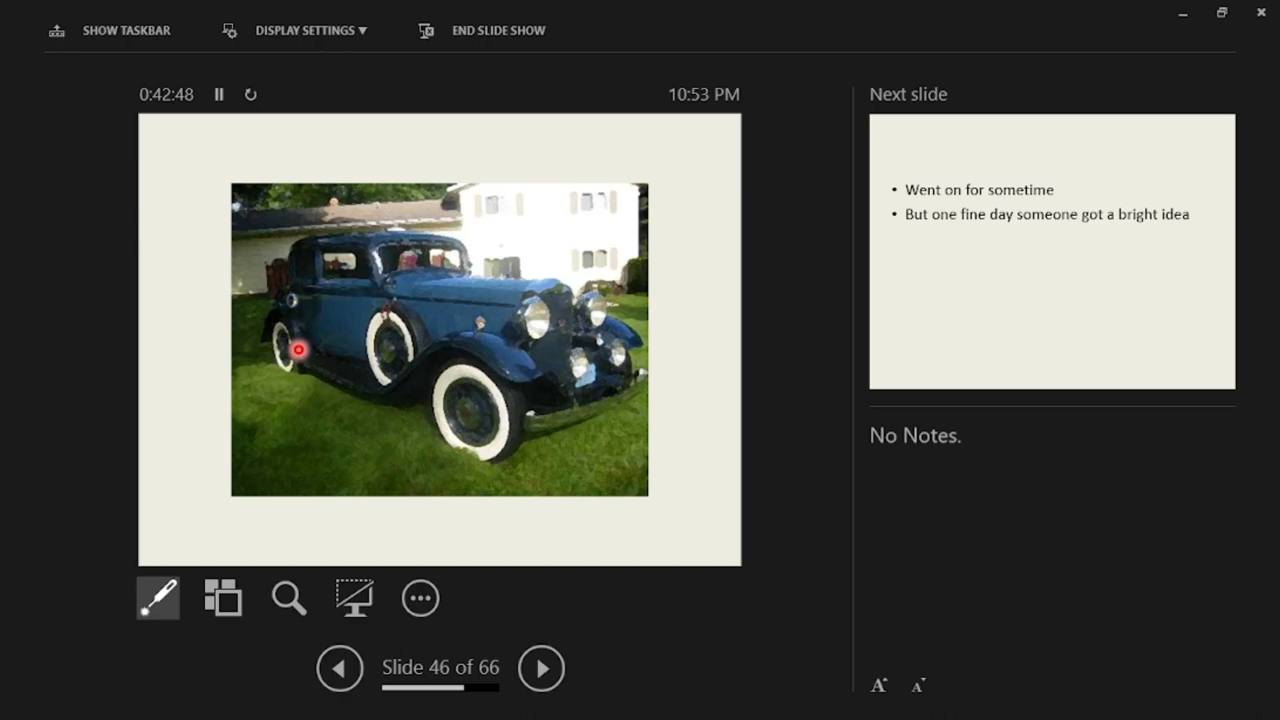 SHOW TASKBAR
DISPLAY SETTINGS ▼
END SLIDE SHOW
0:42:48
10:53 PM
Next slide
• Went on for sometime
• But one fine day someone got a bright idea
No Notes.
Slide 46 of 66
A A